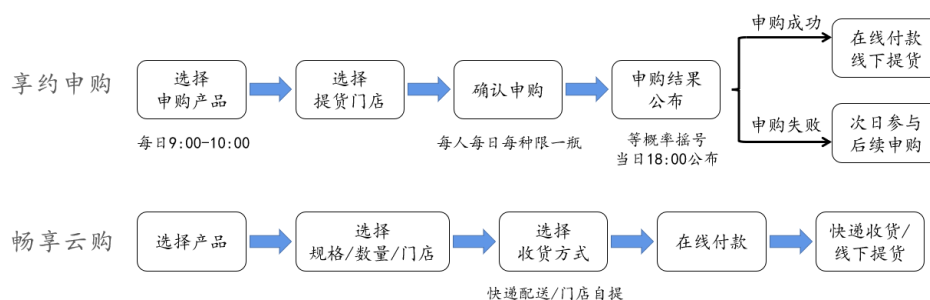 享约申购
选择
申购产品
每日9:00-10:00
选择
提货门店
确认申购
每人每日每种限一瓶
申购结果
公布
等概率摇号
当日18:00公布
申购成功
在线付款
线下提货
申购失败
次日参与
后续申购
畅享云购
选择产品
选择
规格/数量/门店
选择
收货方式
快递配送/门店自提
在线付款
快递收货/
线下提货